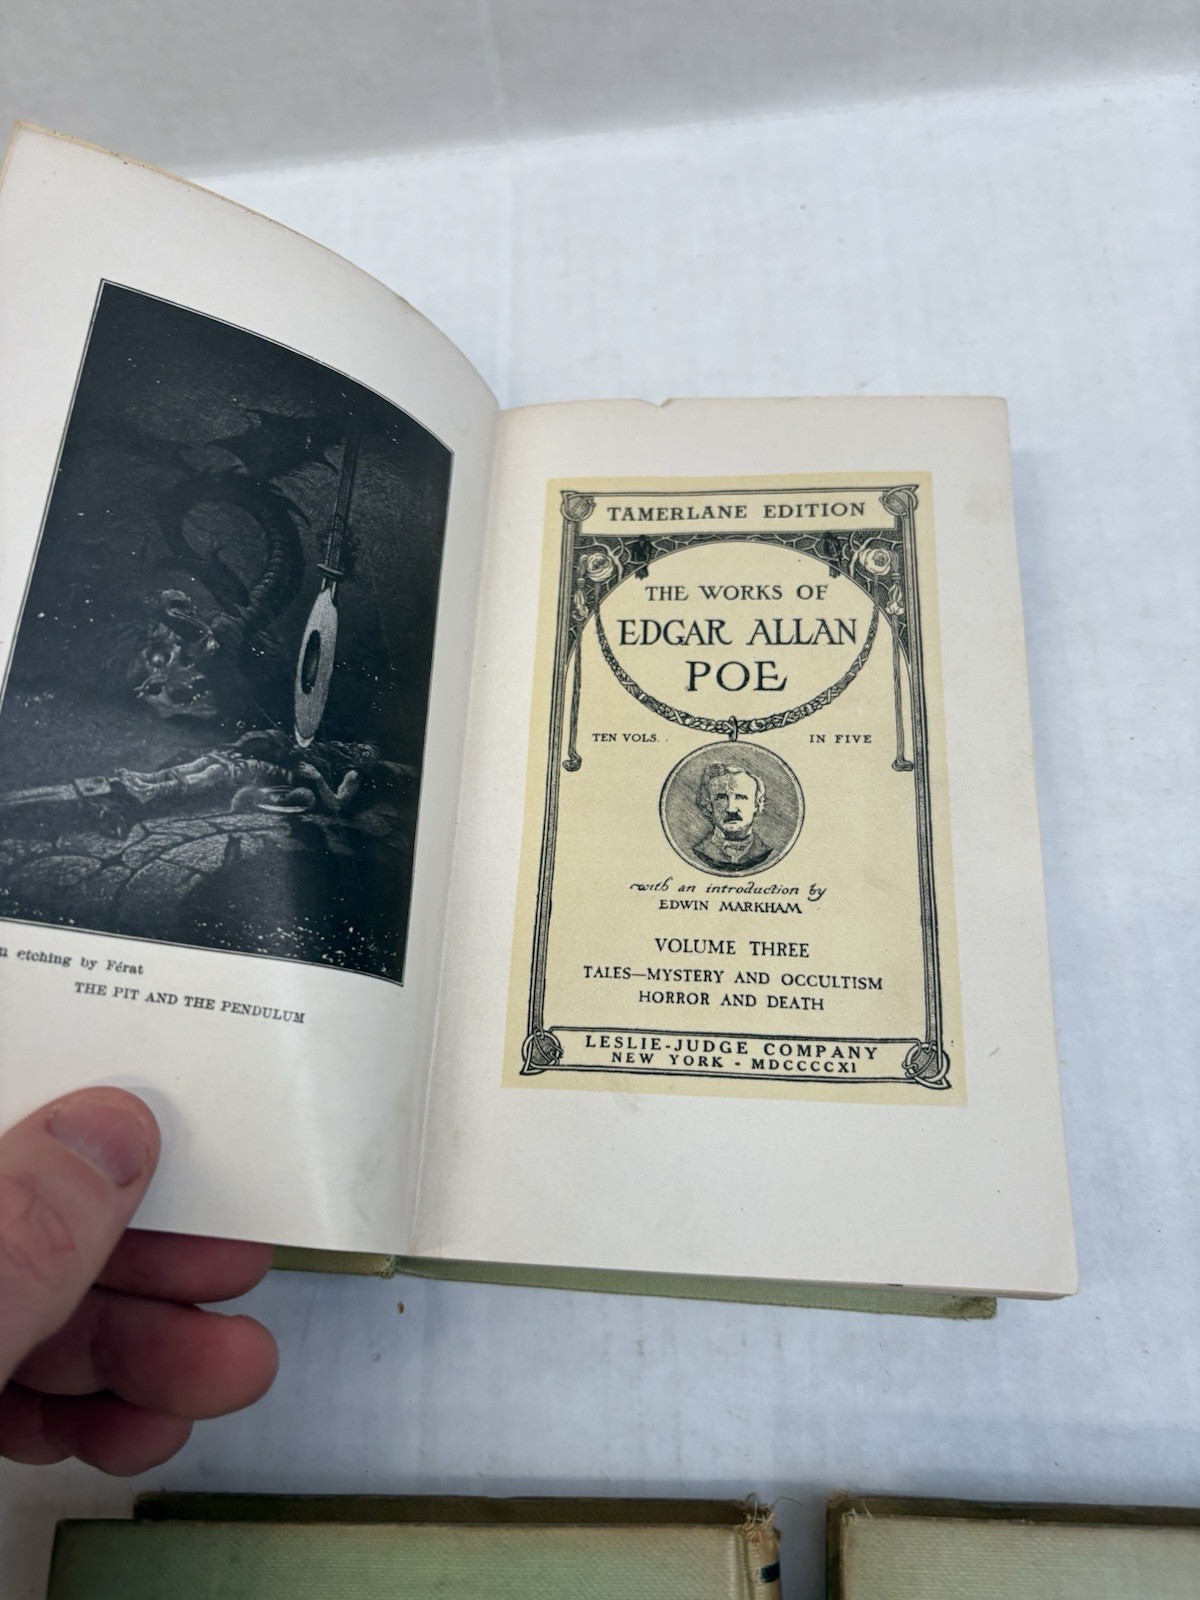 etching by Férat
THE PIT AND THE PENDULUM
TAMERLANE EDITION
THE WORKS OF
EDGAR ALLAN
POE
TEN VOLS. . IN FIVE
with an introduction by
EDWIN MARKHAM
VOLUME THREE
TALES—MYSTERY AND OCCULTISM
HORROR AND DEATH
LESLIE-JUDGE COMPANY
NEW YORK - MDCCCCXI